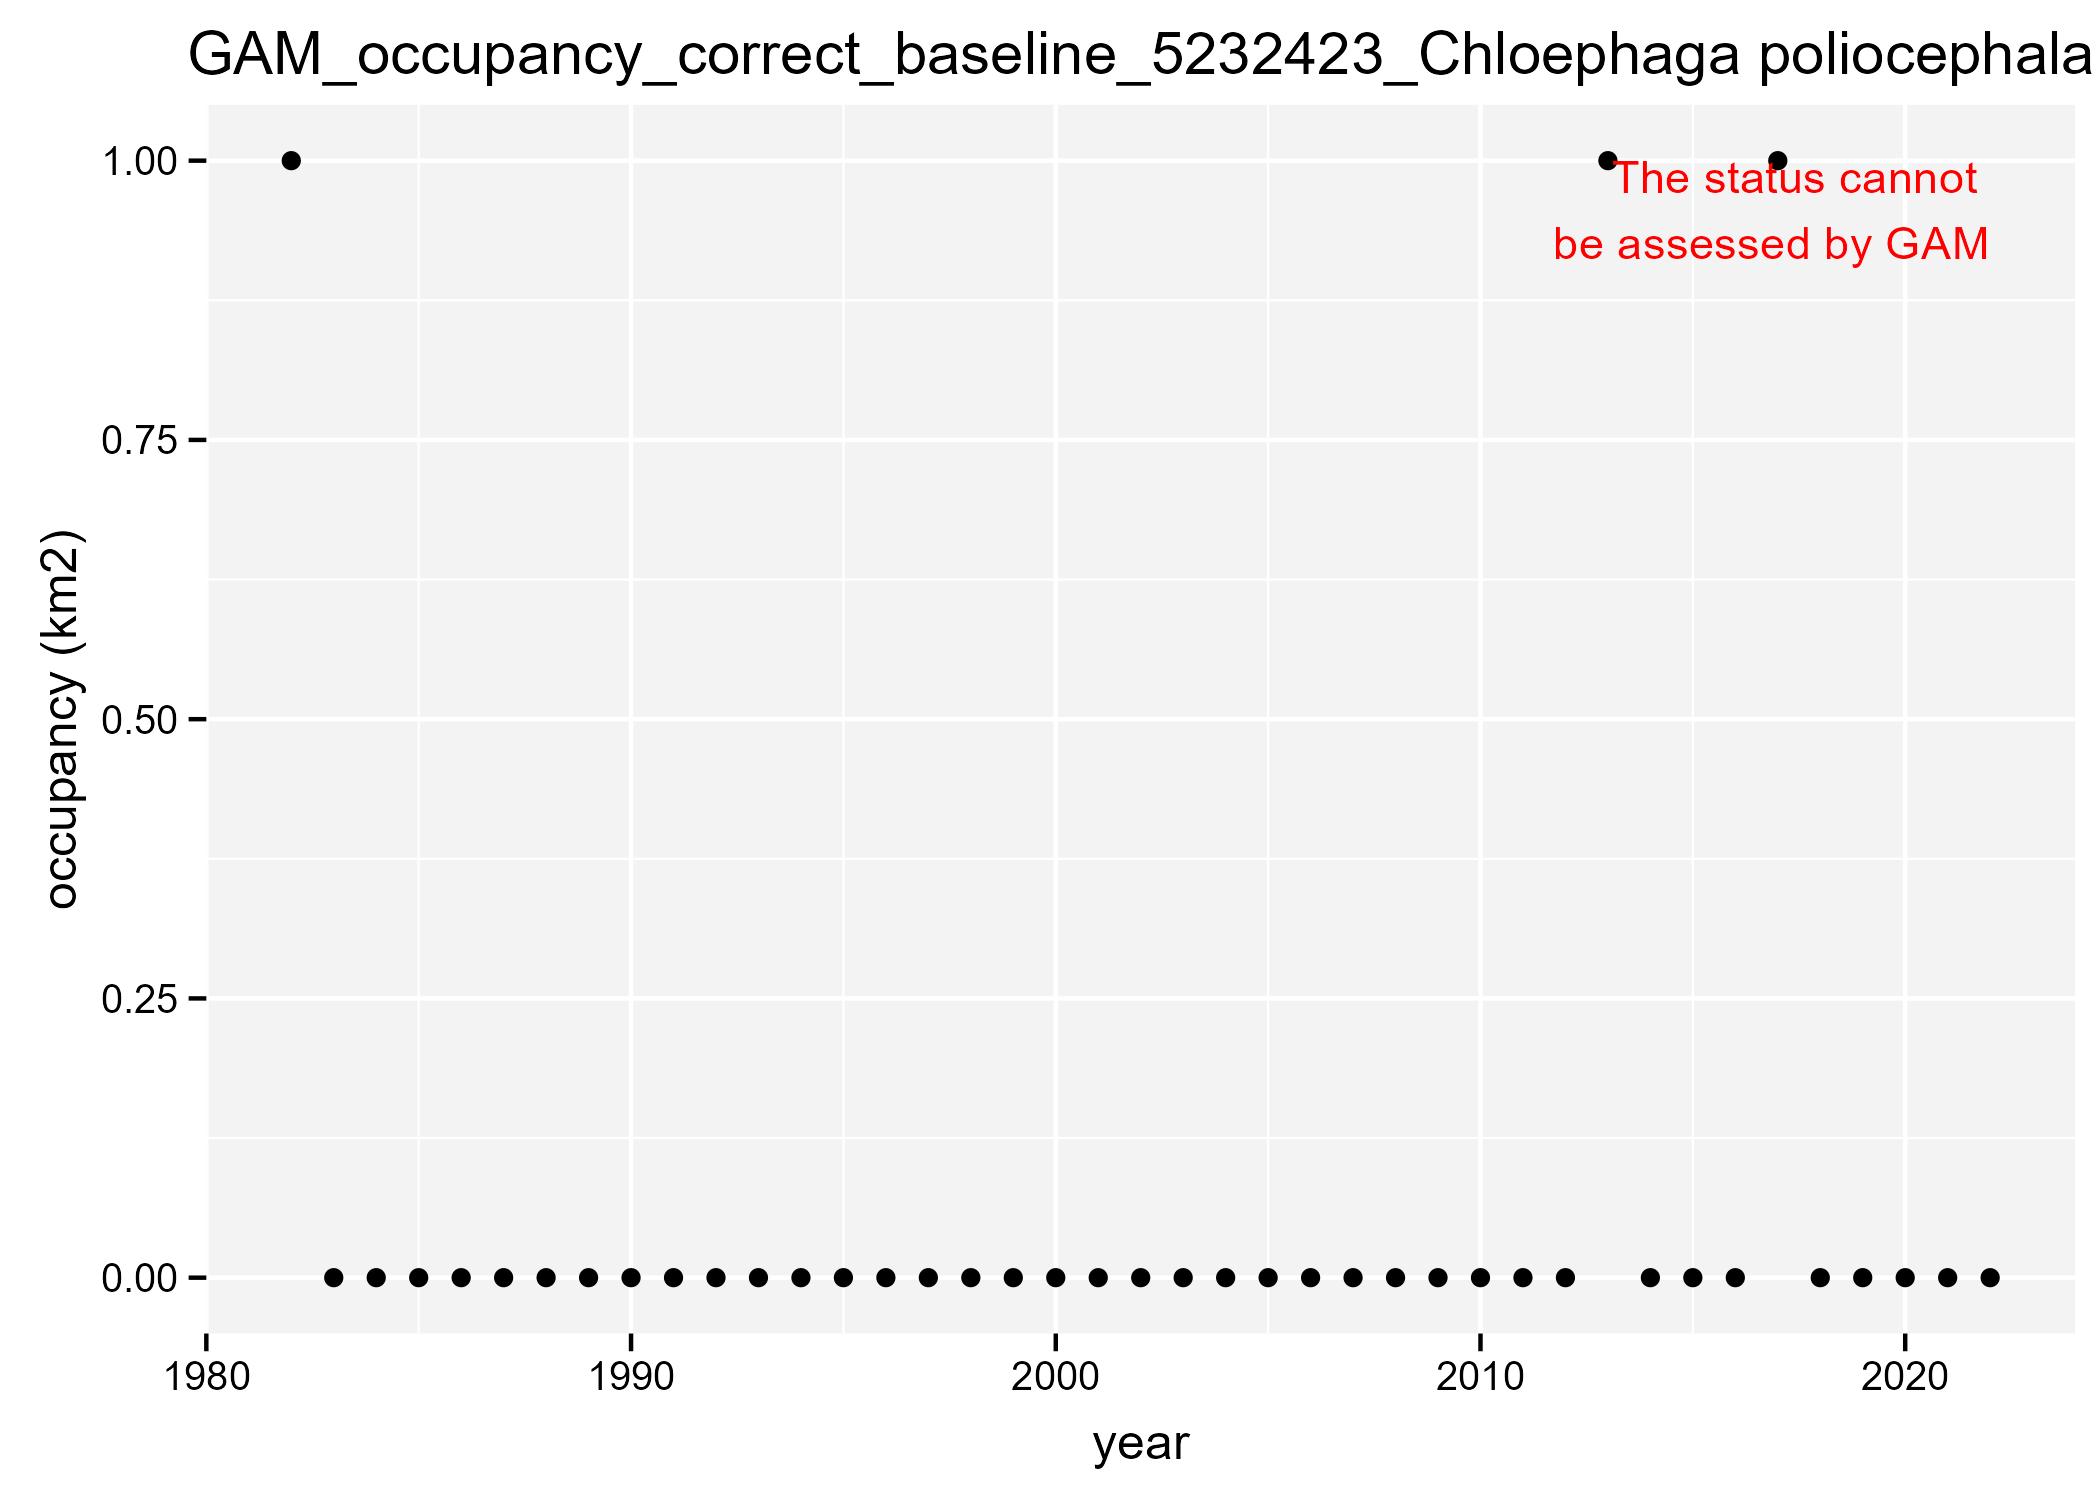 GAM_occupancy_correct_baseline_5232423_Chloephaga poliocephala
1.00
The status cannot
be assessed by GAM
0.75
occupancy (km2)
0.50
0.25
0.00
1980 1990 2000 2010 2020
year